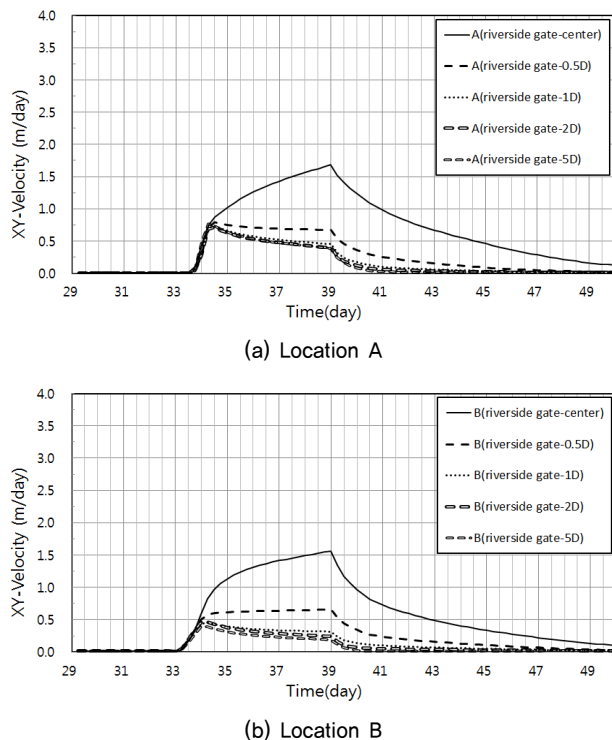 4.0
3.5
3.0
2.5
2.0
1.5
1.0
0.5
0.0
XY-Velocity (m/day)
A(riverside gate-center)
A(riverside gate-0.5D)
A(riverside gate-1D)
A(riverside gate-2D)
A(riverside gate-5D)
29 31 33 35 37 39 41 43 45 47 49
Time(day)
(a) Location A
4.0
3.5
3.0
2.5
2.0
1.5
1.0
0.5
0.0
XY-Velocity (m/day)
B(riverside gate-center)
B(riverside gate-0.5D)
B(riverside gate-1D)
B(riverside gate-2D)
B(riverside gate-5D)
29 31 33 35 37 39 41 43 45 47 49
Time(day)
(b) Location B